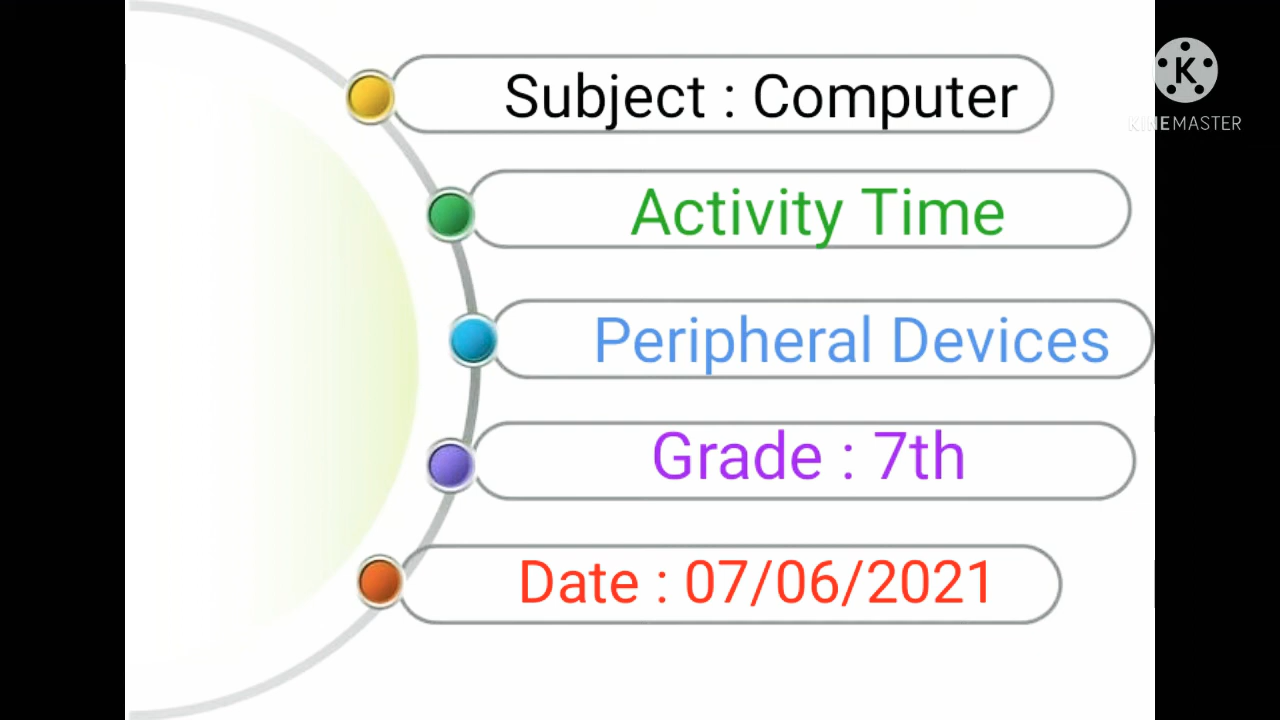 Subject : Computer
K
KINEMASTER
Activity Time
Peripheral Devices
Grade : 7th
Date : 07/06/2021